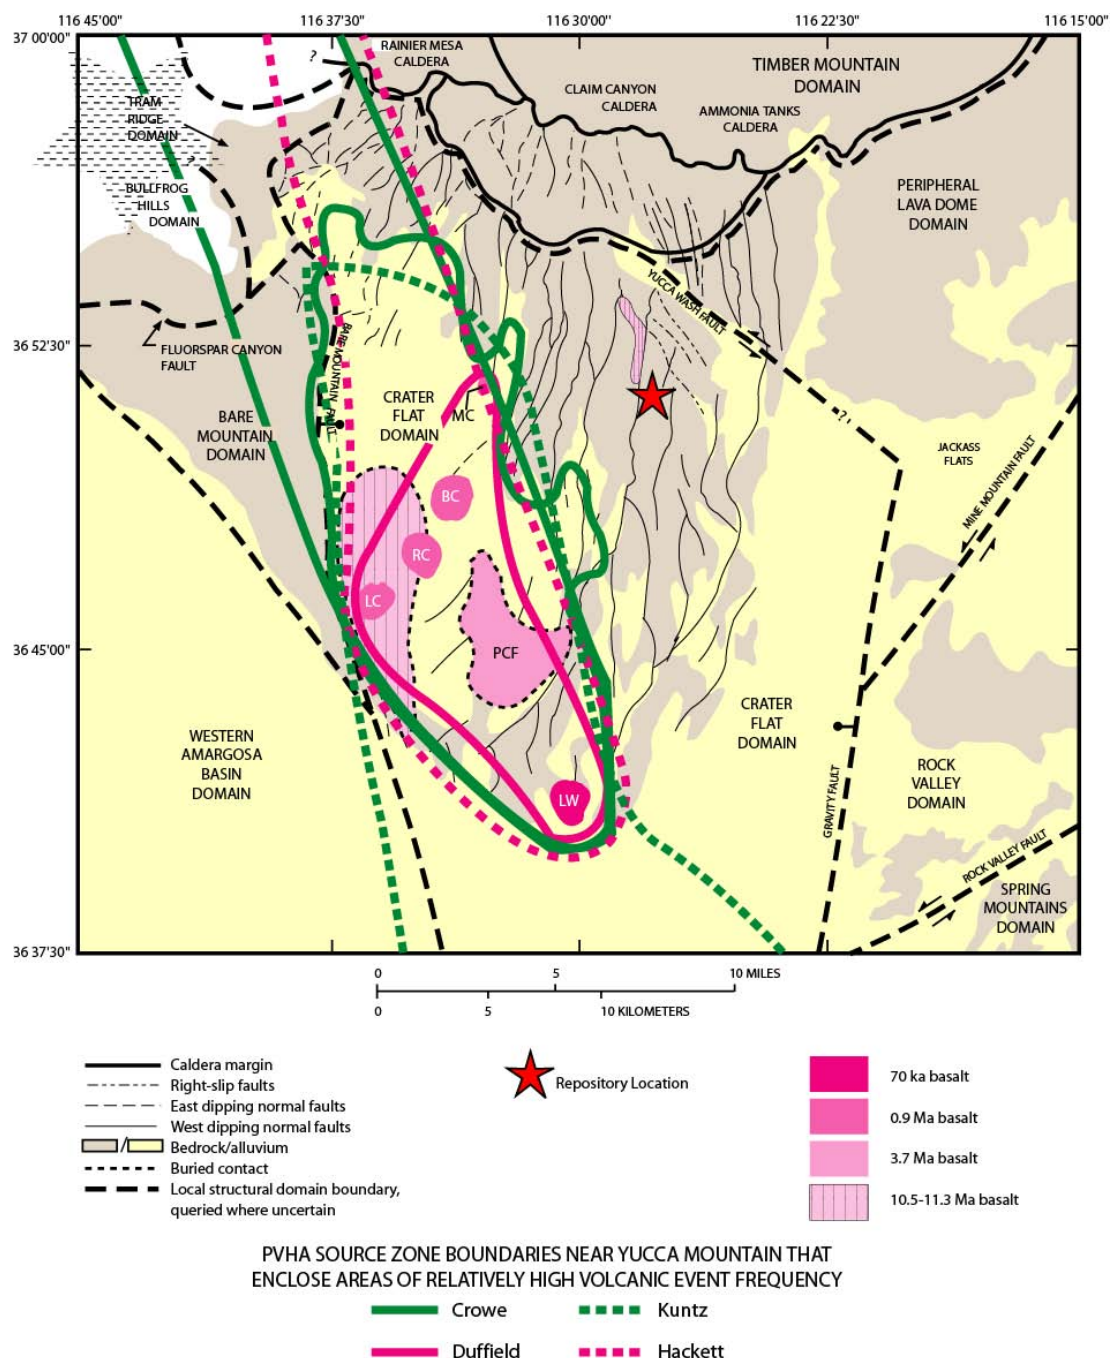 116 45'00"
116 37'30"
116 30'00"
116 22'30"
116 15'00"
37 00'00"
?
RAINIER MESA
CALDERA
TIMBER MOUNTAIN
DOMAIN
CLAIM CANYON
CALDERA
AMMONIA TANKS
CALDERA
TRAM
RIDGE
DOMAIN
?
BULLFROG
HILLS
DOMAIN
PERIPHERAL
LAVA DOME
DOMAIN
YUCCA WASH FAULT
36 52'30"
FLUORSPAR CANYON
FAULT
BARE MOUNTAIN FAULT
CRATER
FLAT
DOMAIN
MC
BARE
MOUNTAIN
DOMAIN
?
JACKASS
FLATS
MINE MOUNTAIN FAULT
BC
RC
LC
PCF
36 45'00"
WESTERN
AMARGOSA
BASIN
DOMAIN
CRATER
FLAT
DOMAIN
LW
GRAVITY FAULT
ROCK
VALLEY
DOMAIN
ROCK VALLEY FAULT
SPRING
MOUNTAINS
DOMAIN
36 37'30"
0 5 10 MILES
0 5 10 KILOMETERS
Caldera margin
Right-slip faults
East dipping normal faults
West dipping normal faults
/ Bedrock/alluvium
Buried contact
Local structural domain boundary,
queried where uncertain
Repository Location
70 ka basalt
0.9 Ma basalt
3.7 Ma basalt
10.5-11.3 Ma basalt
PVHA SOURCE ZONE BOUNDARIES NEAR YUCCA MOUNTAIN THAT
ENCLOSE AREAS OF RELATIVELY HIGH VOLCANIC EVENT FREQUENCY
Crowe
Kuntz
Duffield
Hackett